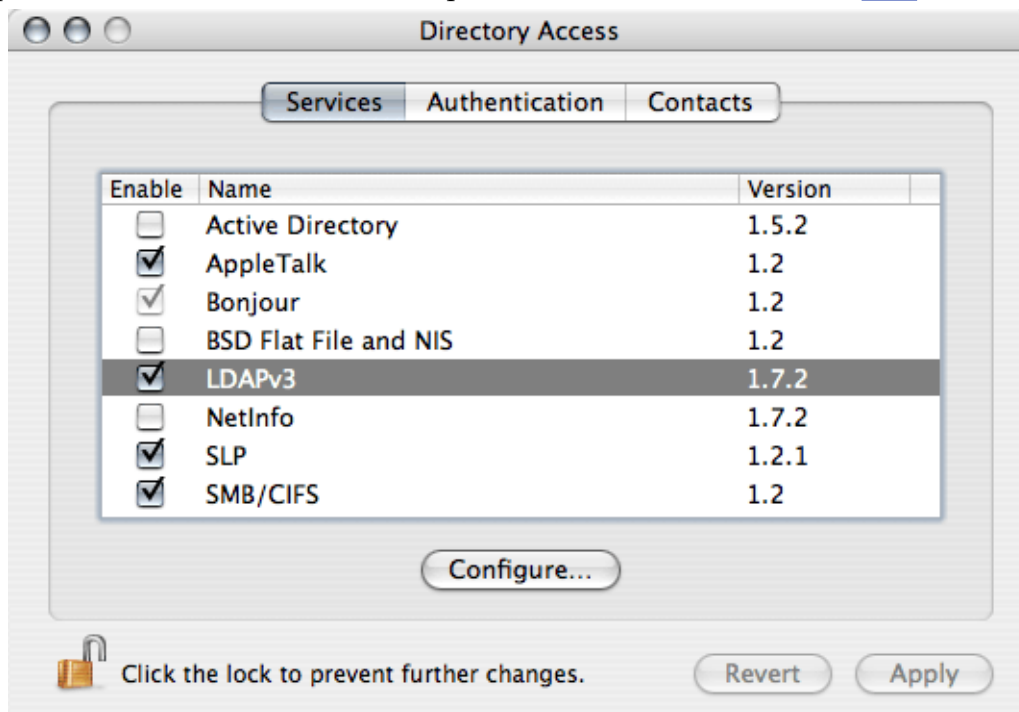 Directory Access
Services Authentication Contacts
Enable Name Version
Active Directory 1.5.2
AppleTalk 1.2
Bonjour 1.2
BSD Flat File and NIS 1.2
LDAPv3 1.7.2
NetInfo 1.7.2
SLP 1.2.1
SMB/CIFS 1.2
Configure...
Click the lock to prevent further changes. Revert Apply